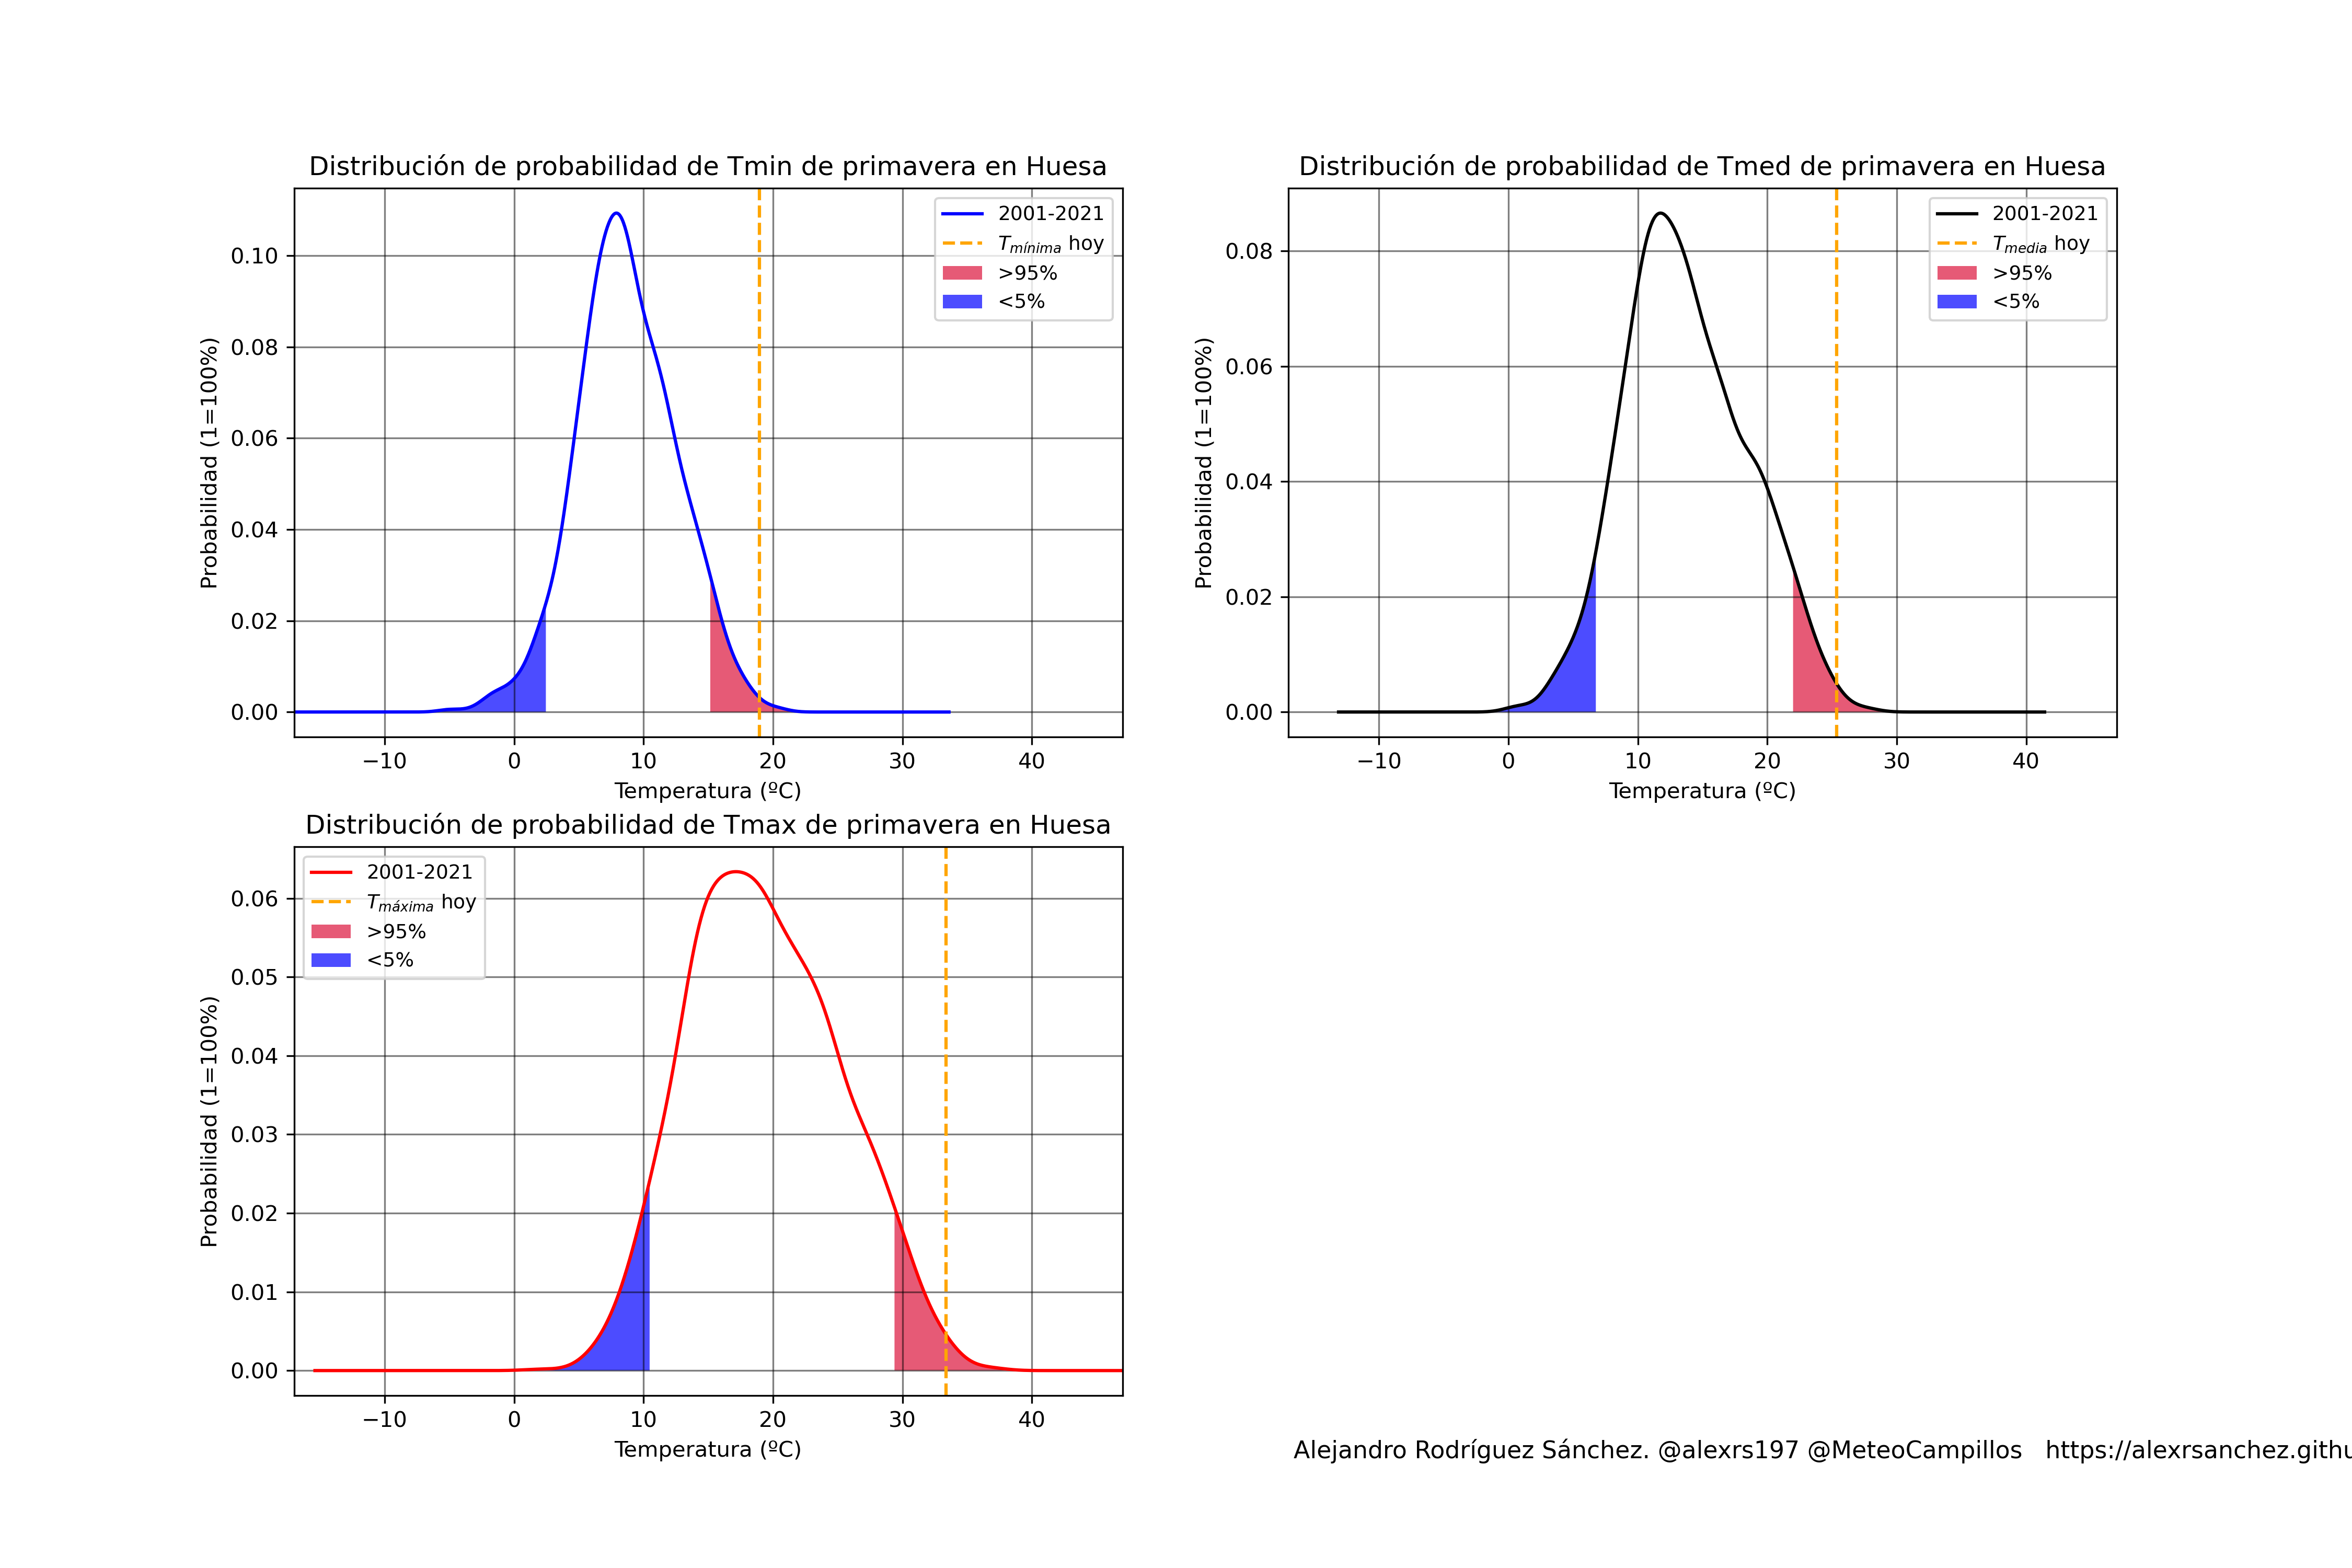 Distribución de probabilidad de Tmin de primavera en Huesa
Probabilidad (1=100%)
0.10
0.08
0.06
0.04
0.02
0.00
2001-2021
Tmínima hoy
>95%
<5%
−10 0 10 20 30 40
Temperatura (ºC)
Distribución de probabilidad de Tmed de primavera en Huesa
Probabilidad (1=100%)
0.08
0.06
0.04
0.02
0.00
2001-2021
Tmedia hoy
>95%
<5%
−10 0 10 20 30 40
Temperatura (ºC)
Distribución de probabilidad de Tmax de primavera en Huesa
Probabilidad (1=100%)
0.06
0.05
0.04
0.03
0.02
0.01
0.00
2001-2021
Tmáxima hoy
>95%
<5%
−10 0 10 20 30 40
Temperatura (ºC)
Alejandro Rodríguez Sánchez. @alexrs197 @MeteoCampillos https://alexrsanchez.githu